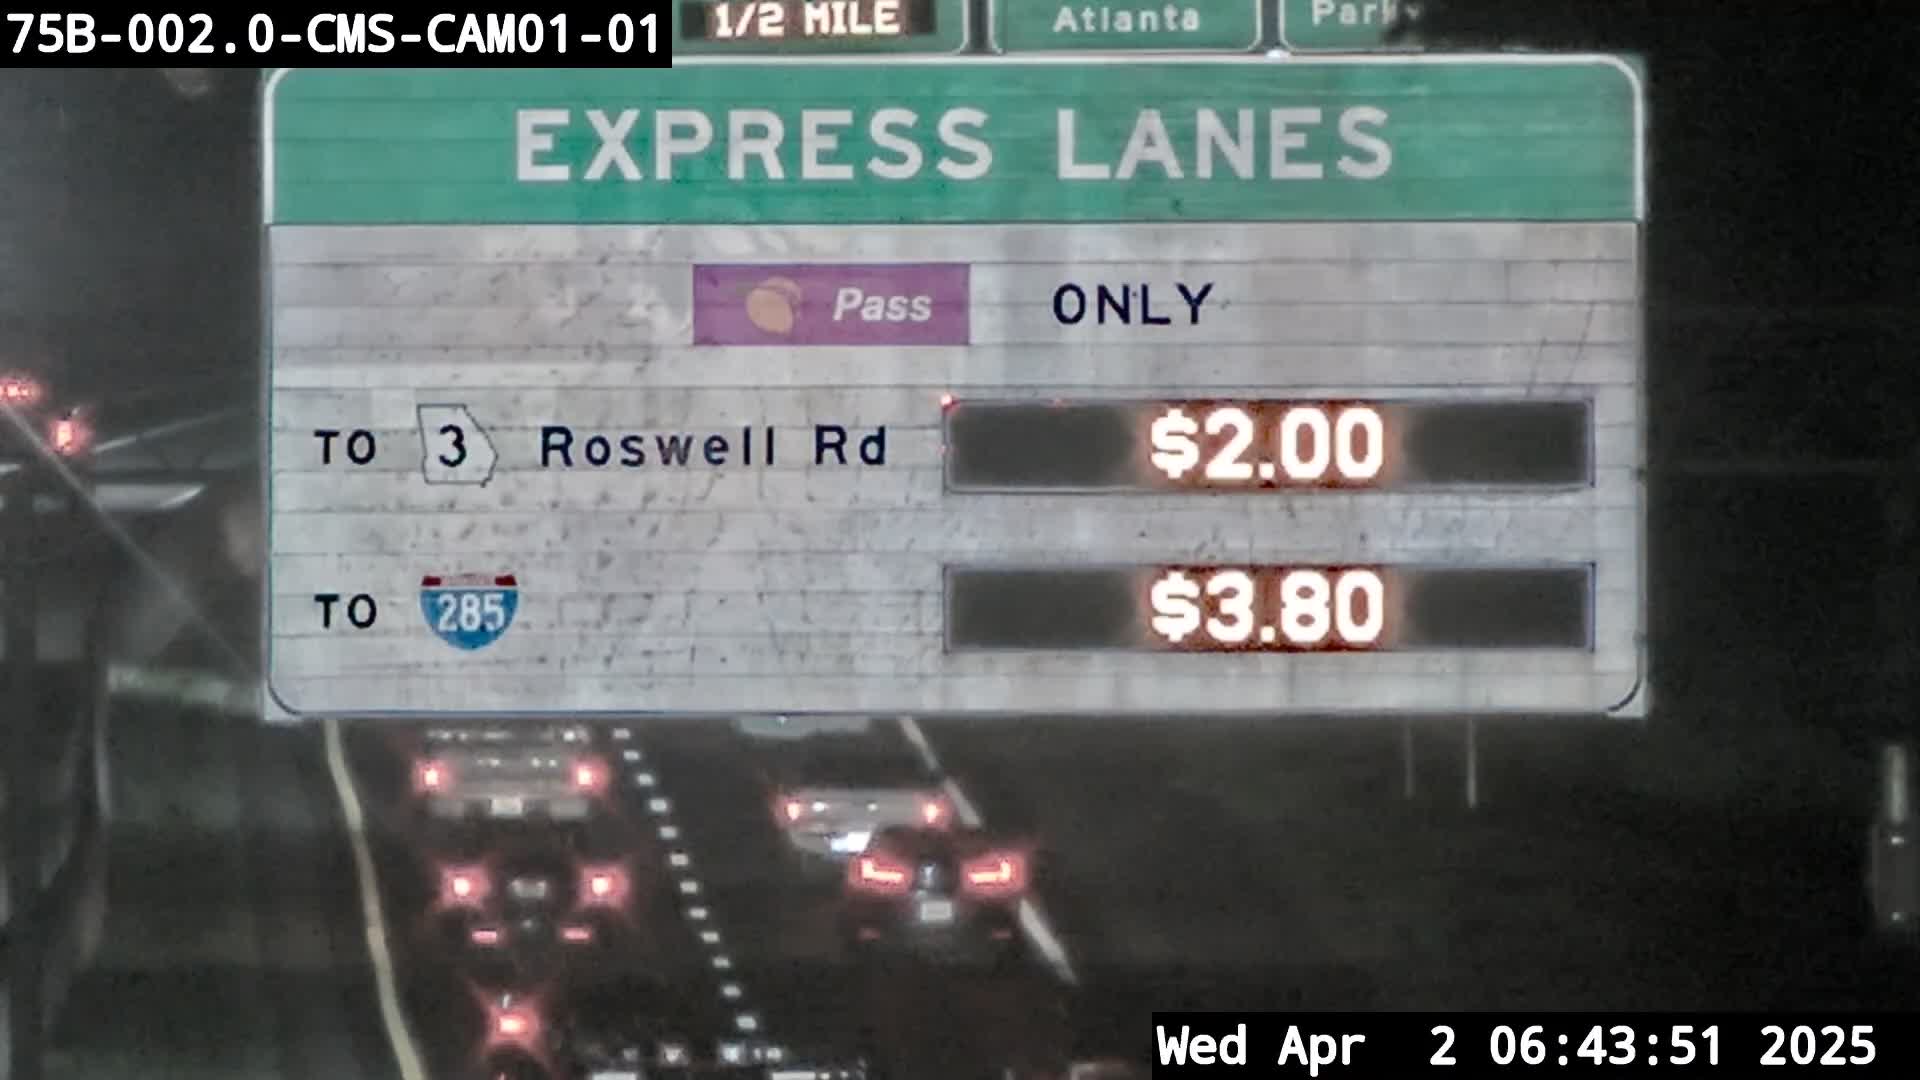 75B-002.0-CMS-CAM01-01
1/2 MILE
Atlanta
EXPRESS LANES
Pass ONLY
TO 3 Roswell Rd $2.00
TO 285 $3.80
Wed Apr 2 06:43:51 2025